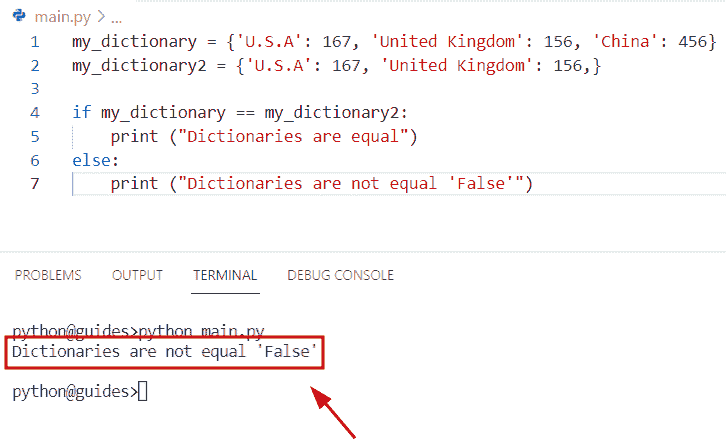 main.py > ...
1 my_dictionary = {'U.S.A': 167, 'United Kingdom': 156, 'China': 456}
2 my_dictionary2 = {'U.S.A': 167, 'United Kingdom': 156,}
3
4 if my_dictionary == my_dictionary2:
5     print ("Dictionaries are equal")
6 else:
7     print ("Dictionaries are not equal 'False'")
PROBLEMS OUTPUT TERMINAL DEBUG CONSOLE
python@guides>python main.py
Dictionaries are not equal 'False'
python@guides>